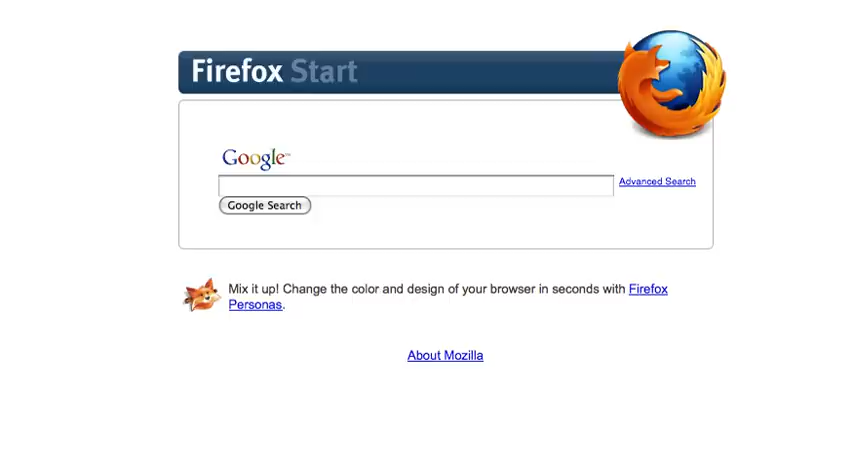 Firefox Start
Google™
Advanced Search
Google Search
Mix it up! Change the color and design of your browser in seconds with Firefox
Personas.
About Mozilla